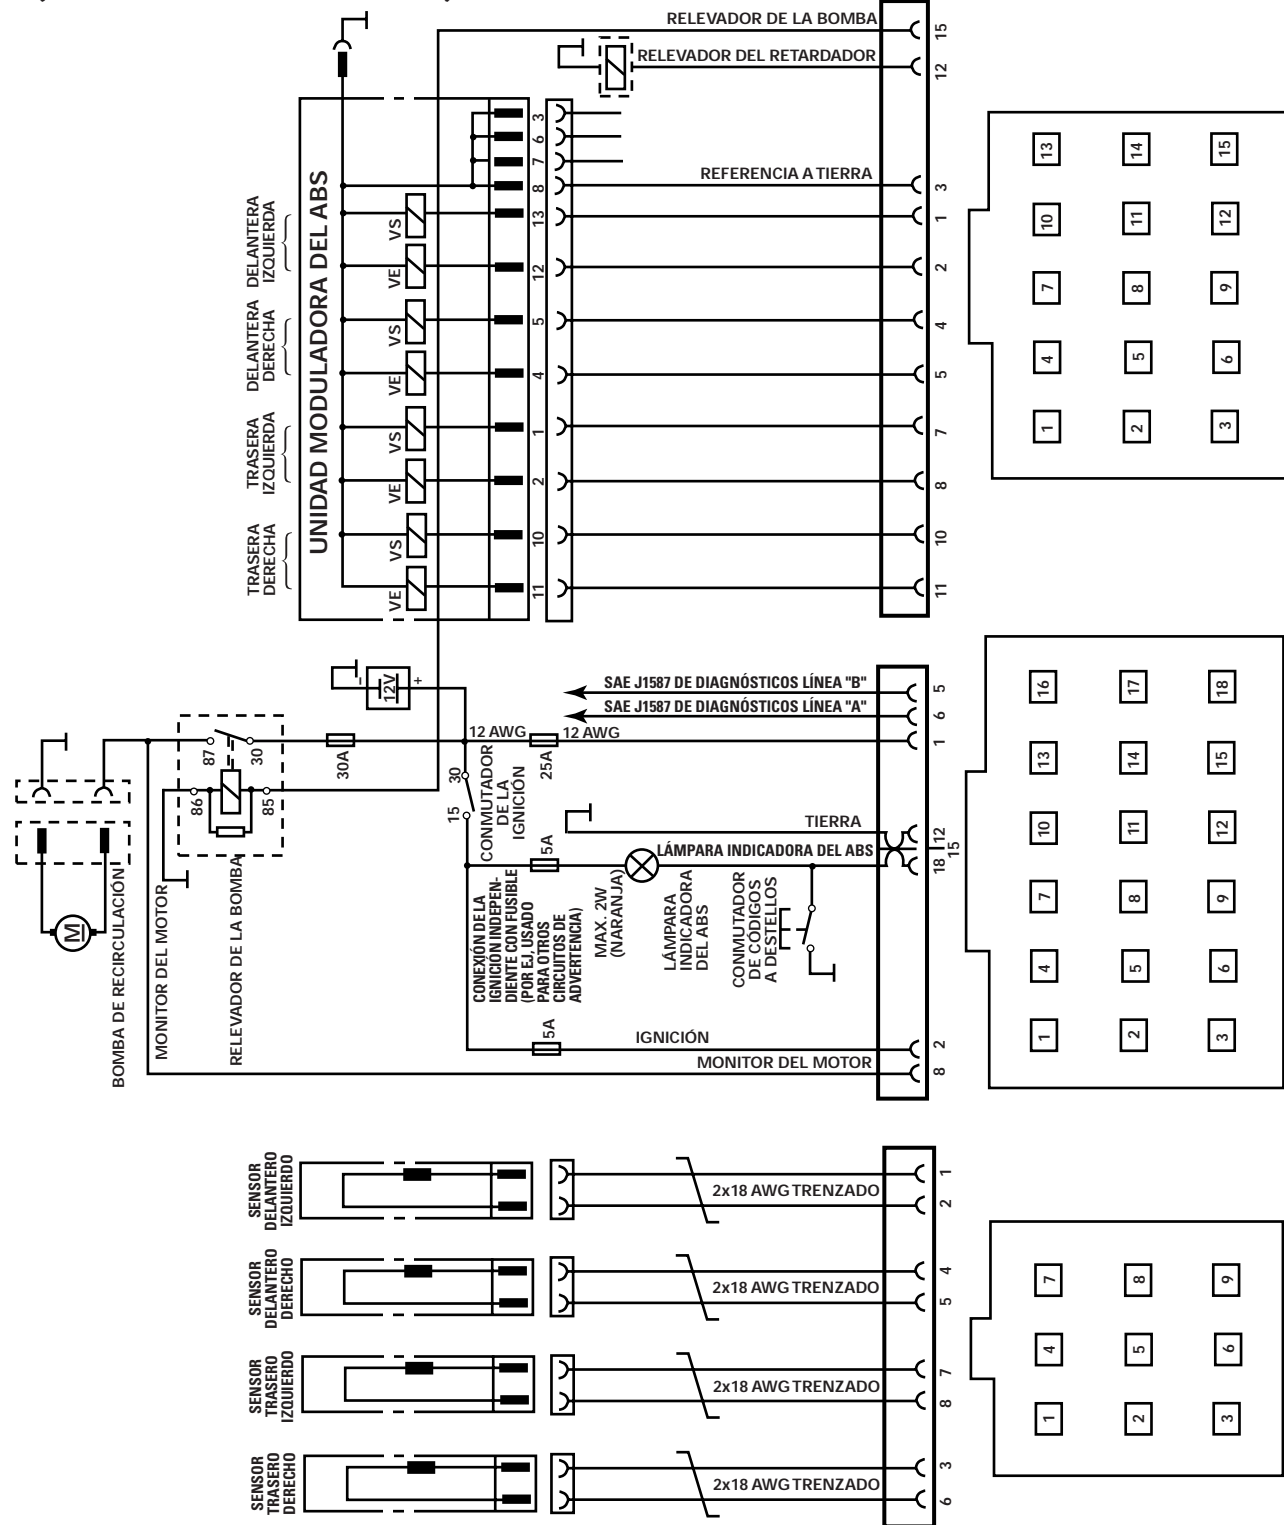 RELEVADOR DE LA BOMBA
15
RELEVADOR DEL RETARDADOR
12
3
6
7
8
REFERENCIA A TIERRA
3
UNIDAD MODULADORA DEL ABS
DELANTERA
IZQUIERDA
VS
13
1
VE
12
2
DELANTERA
DERECHA
VS
5
4
VE
4
5
TRASERA
IZQUIERDA
VS
1
7
VE
2
8
TRASERA
DERECHA
VS
10
10
VE
11
11
13
14
15
10
11
12
7
8
9
4
5
6
1
2
3
–
12V
+
SAE J1587 DE DIAGNÓSTICOS LÍNEA "B"
5
SAE J1587 DE DIAGNÓSTICOS LÍNEA "A"
6
87
30
30A
12 AWG
25A
12 AWG
1
86
85
M
BOMBA DE RECIRCULACIÓN
MONITOR DEL MOTOR
RELEVADOR DE LA BOMBA
30
15
CONMUTADOR
DE LA
IGNICIÓN
TIERRA
12
5A
LÁMPARA INDICADORA DEL ABS
18
15
CONEXIÓN DE LA
IGNICIÓN INDEPEN-
DIENTE CON FUSIBLE
(POR EJ, USADO
PARA OTROS
CIRCUITOS DE
ADVERTENCIA)
MAX. 2W
(NARANJA)
LÁMPARA
INDICADORA
DEL ABS
CONMUTADOR
DE CÓDIGOS
A DESTELLOS
5A
IGNICIÓN
2
MONITOR DEL MOTOR
8
16
17
18
13
14
15
10
11
12
7
8
9
4
5
6
1
2
3
SENSOR
DELANTERO
IZQUIERDO
2x18 AWG TRENZADO
1
2
SENSOR
DELANTERO
DERECHO
2x18 AWG TRENZADO
4
5
SENSOR
TRASERO
IZQUIERDO
2x18 AWG TRENZADO
7
8
SENSOR
TRASERO
DERECHO
2x18 AWG TRENZADO
3
6
7
8
9
4
5
6
1
2
3